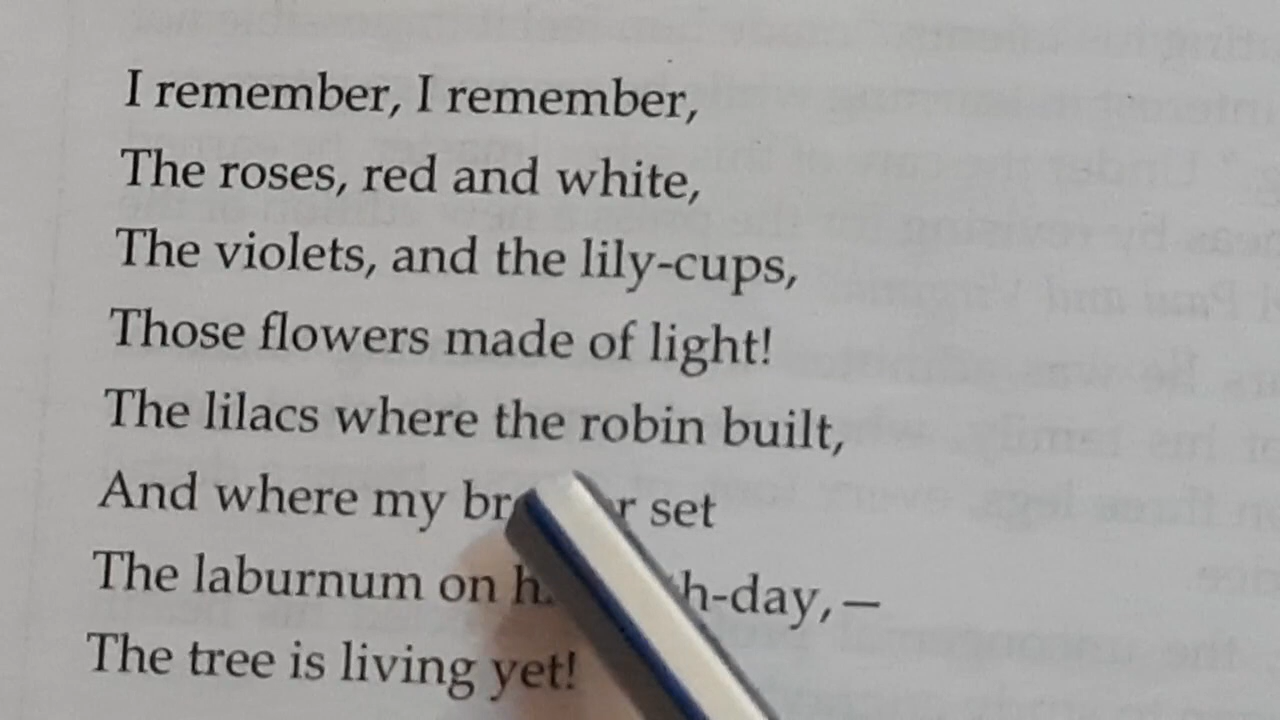 I remember, I remember,
The roses, red and white,
The violets, and the lily-cups,
Those flowers made of light!
The lilacs where the robin built,
And where my set
The laburnum on
The tree is living yet!